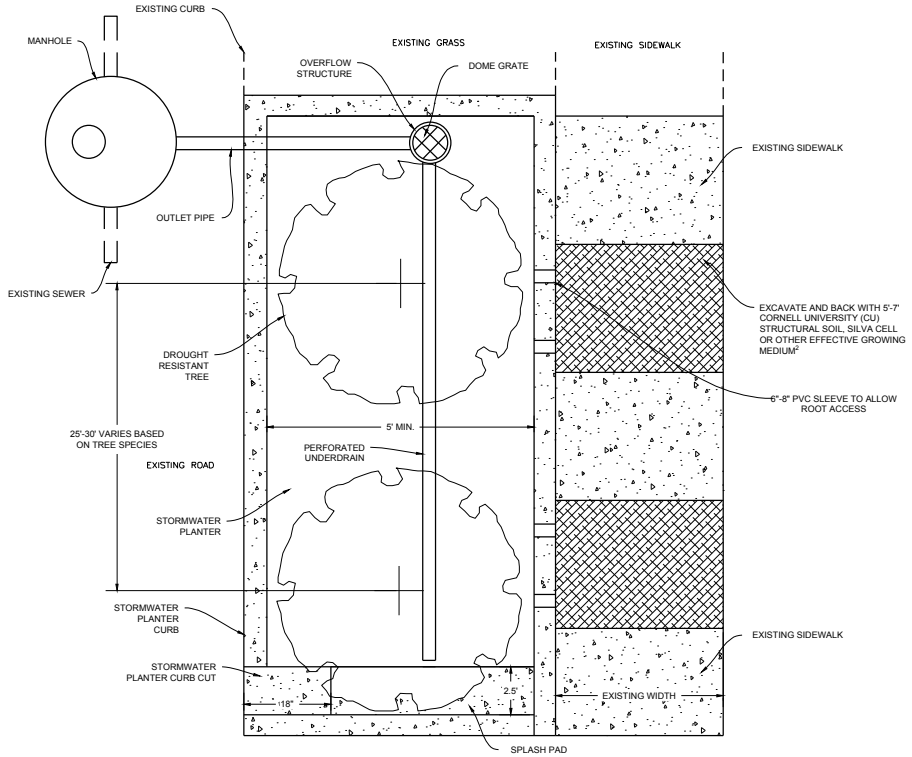 EXISTING CURB
MANHOLE
EXISTING GRASS
EXISTING SIDEWALK
OVERFLOW
STRUCTURE
DOME GRATE
EXISTING SIDEWALK
OUTLET PIPE
EXISTING SEWER
EXCAVATE AND BACK WITH 5'-7'
CORNELL UNIVERSITY (CU)
STRUCTURAL SOIL, SILVA CELL
OR OTHER EFFECTIVE GROWING
MEDIUM²
DROUGHT
RESISTANT
TREE
6"-8" PVC SLEEVE TO ALLOW
ROOT ACCESS
5' MIN.
25'-30' VARIES BASED
ON TREE SPECIES
PERFORATED
UNDERDRAIN
EXISTING ROAD
STORMWATER
PLANTER
STORMWATER
PLANTER
CURB
EXISTING SIDEWALK
STORMWATER
PLANTER CURB CUT
2.5'
EXISTING WIDTH
18"
SPLASH PAD